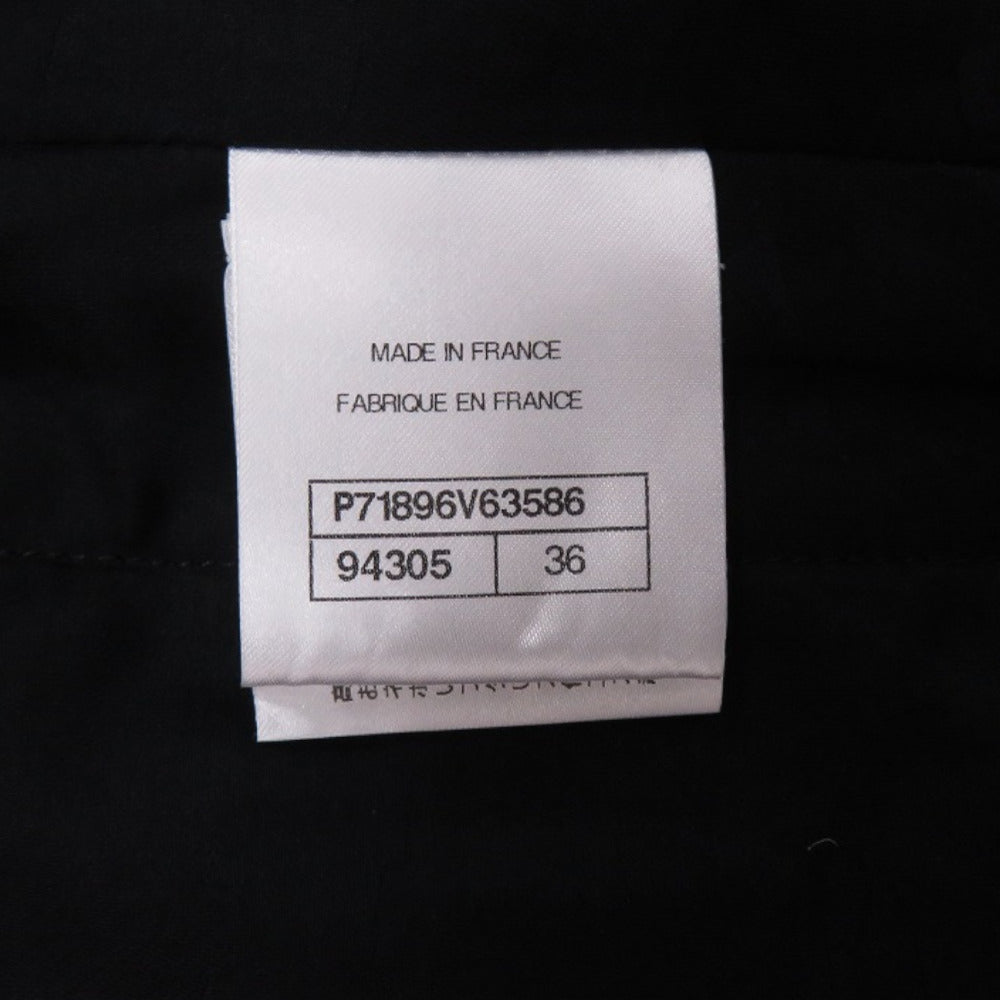 MADE IN FRANCE
FABRIQUE EN FRANCE
P71896V63586
94305 36